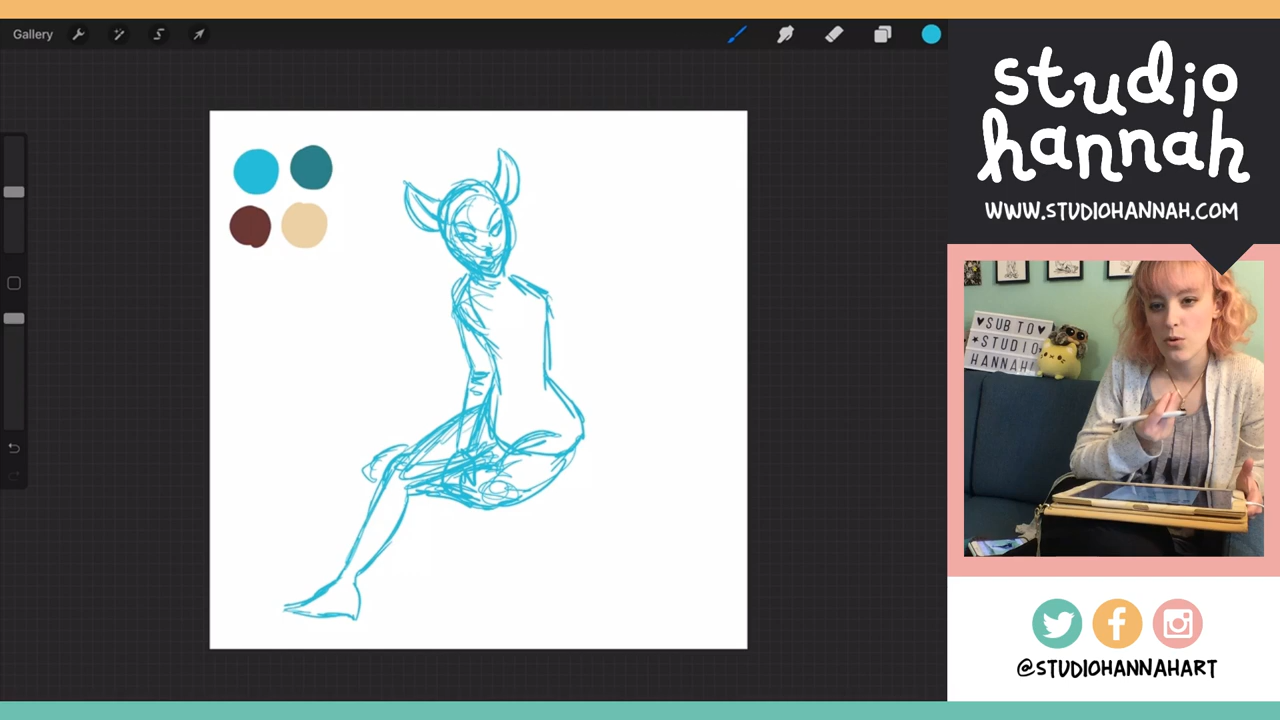 Gallery
studio
hannah
WWW.STUDIOHANNAH.COM
♥SUB TO♥
★STUDIO
HANNAH!
@STUDIOHANNAHART